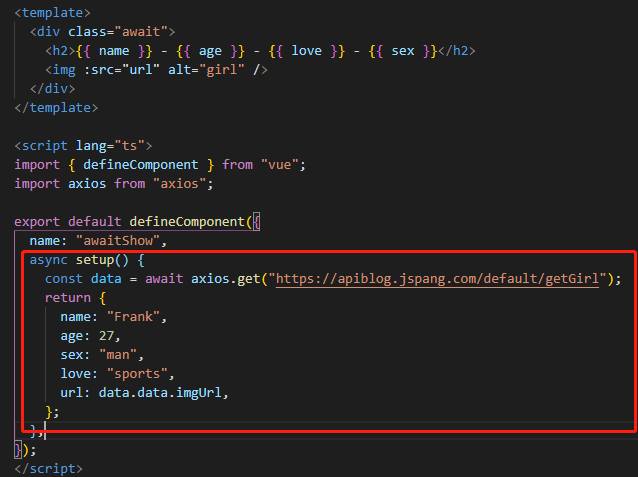 <template>
  <div class="await">
    <h2>{{ name }} - {{ age }} - {{ love }} - {{ sex }}</h2>
    <img :src="url" alt="girl" />
  </div>
</template>

<script lang="ts">
import { defineComponent } from "vue";
import axios from "axios";

export default defineComponent({
  name: "awaitShow",
  async setup() {
    const data = await axios.get("https://apiblog.jspang.com/default/getGirl");
    return {
      name: "Frank",
      age: 27,
      sex: "man",
      love: "sports",
      url: data.data.imgUrl,
    };
  },
});
</script>